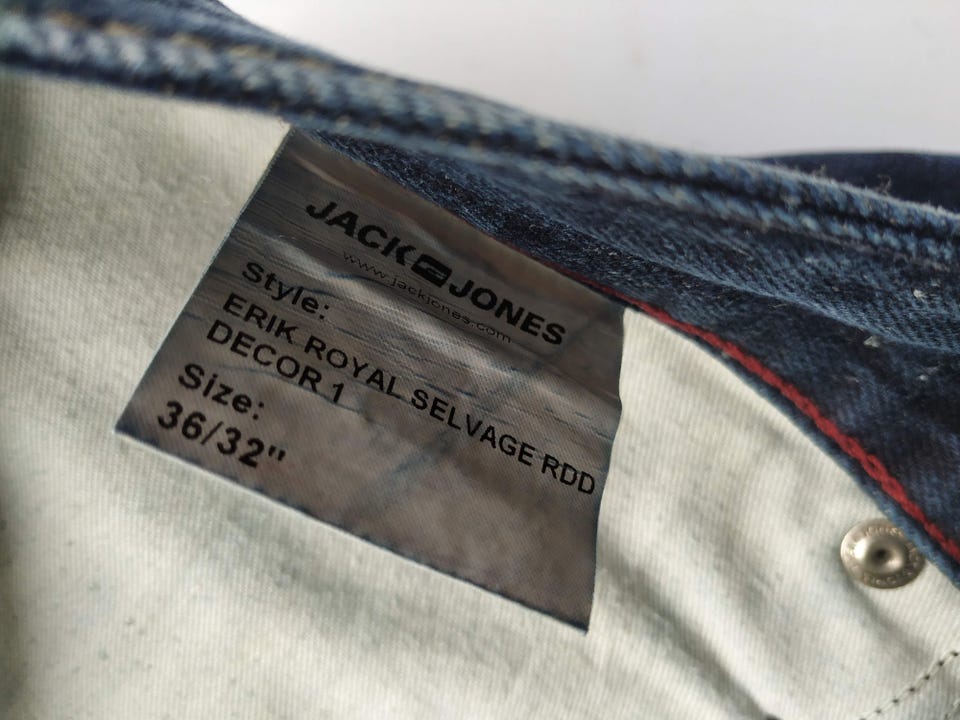 JACK JONES
www.jackjones.com
Style:
ERIK ROYAL SELVAGE RDD
DECOR 1
Size:
36/32"